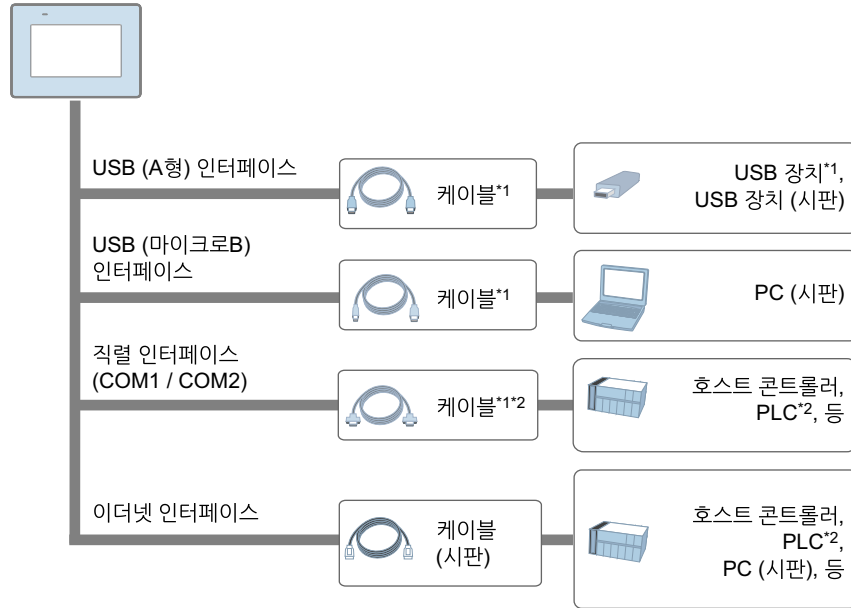 USB (A형) 인터페이스
케이블*1
USB 장치*1,
USB 장치 (시판)
USB (마이크로B)
인터페이스
케이블*1
PC (시판)
직렬 인터페이스
(COM1 / COM2)
케이블*1*2
호스트 콘트롤러,
PLC*2, 등
이더넷 인터페이스
케이블
(시판)
호스트 콘트롤러,
PLC*2,
PC (시판), 등